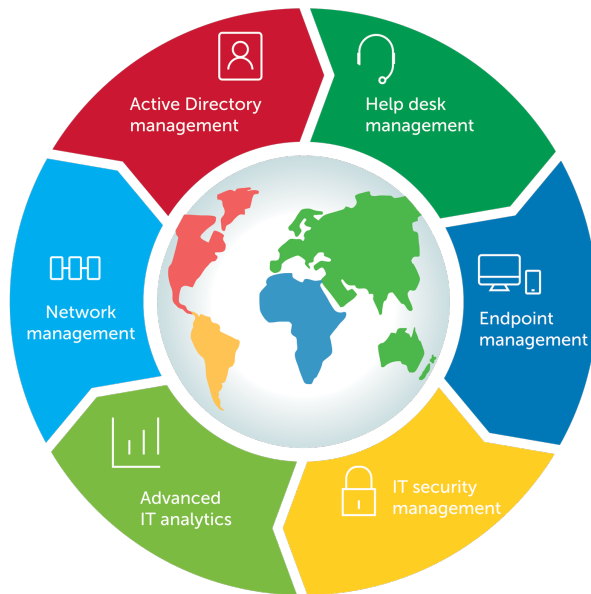 Active Directory
management
Help desk
management
Endpoint
management
IT security
management
Advanced
IT analytics
Network
management